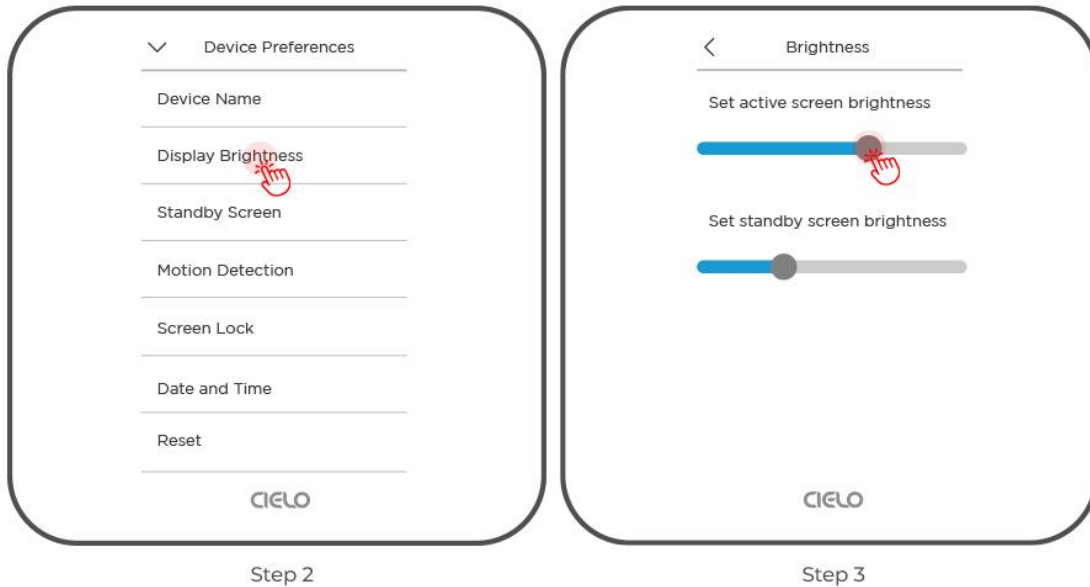 Device Preferences
Device Name
Display Brightness
Standby Screen
Motion Detection
Screen Lock
Date and Time
Reset
CIELO
Step 2
Brightness
Set active screen brightness
Set standby screen brightness
CIELO
Step 3